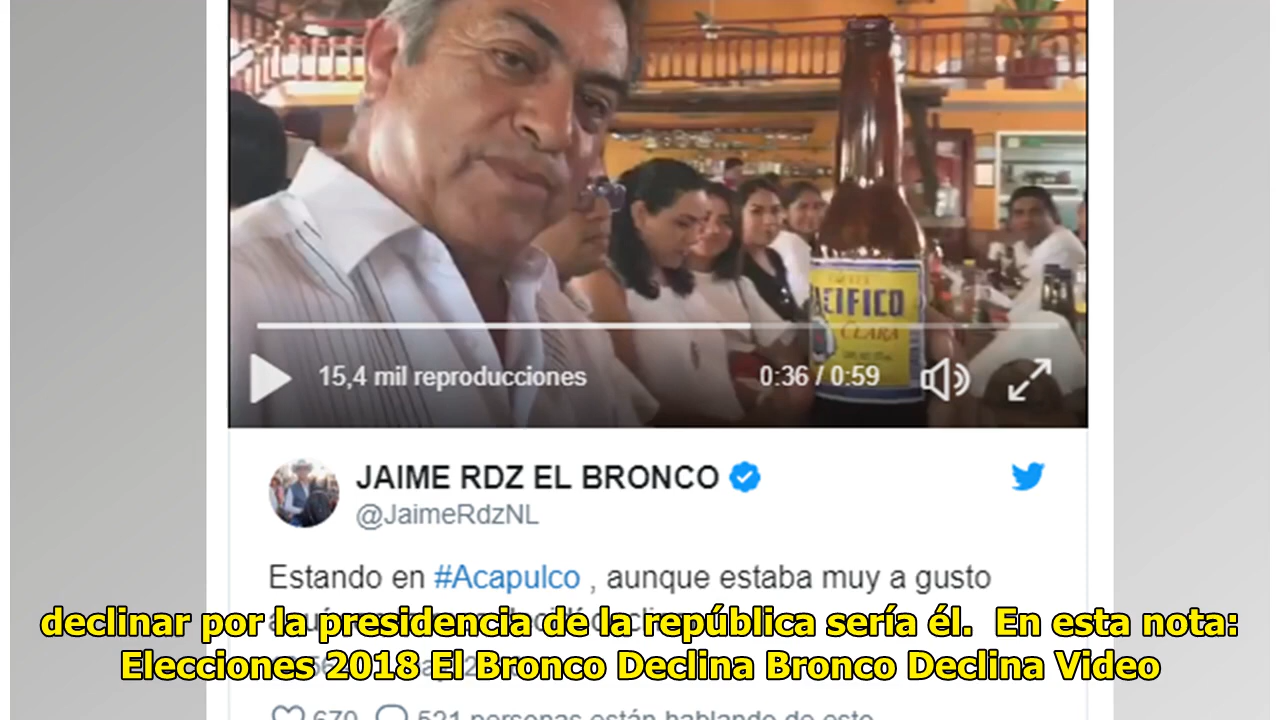 PACIFICO
CLARA
15,4 mil reproducciones
0:36 / 0:59
JAIME RDZ EL BRONCO
@JaimeRdzNL
Estando en #Acapulco , aunque estaba muy a gusto
declinar por la presidencia de la república sería él. En esta nota:
Elecciones 2018 El Bronco Declina Bronco Declina Video
670 521 personas están hablando de esto